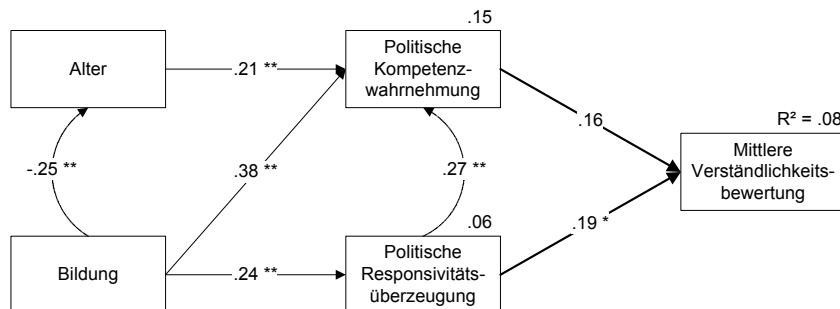 .15
Alter
.21 **
Politische
Kompetenz-
wahrnehmung
.16
R² = .08
-.25 **
.38 **
.27 **
Mittlere
Verständlichkeits-
bewertung
.06
.19 *
Bildung
.24 **
Politische
Responsivitäts-
überzeugung